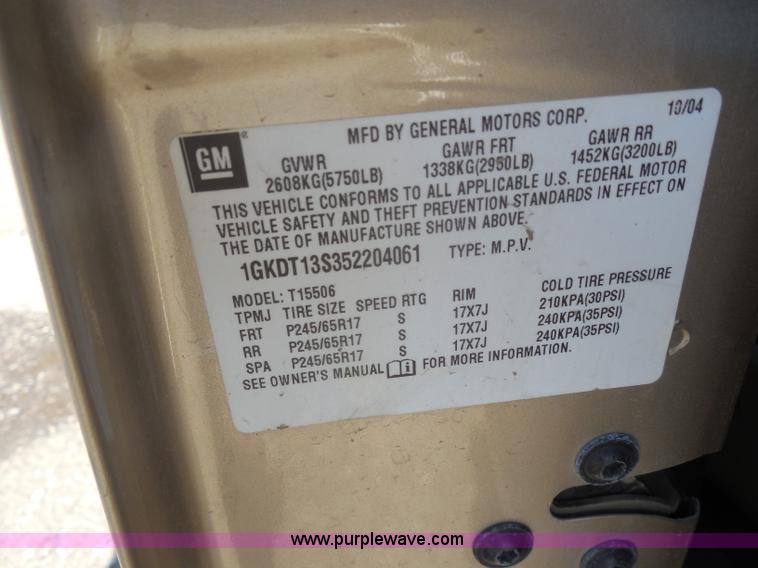 MFD BY GENERAL MOTORS CORP. 10/04
GM
GVWR GAWR FRT GAWR RR
2608KG(5750LB) 1338KG(2950LB) 1452KG(3200LB)
THIS VEHICLE CONFORMS TO ALL APPLICABLE U.S. FEDERAL MOTOR
VEHICLE SAFETY AND THEFT PREVENTION STANDARDS IN EFFECT ON
THE DATE OF MANUFACTURE SHOWN ABOVE.
1GKDT13S352204061 TYPE: M.P.V.
MODEL: T15506
TPMJ TIRE SIZE SPEED RTG RIM COLD TIRE PRESSURE
FRT P245/65R17 S 17X7J 210KPA(30PSI)
RR P245/65R17 S 17X7J 240KPA(35PSI)
SPA P245/65R17 S 17X7J 240KPA(35PSI)
SEE OWNER'S MANUAL FOR MORE INFORMATION.
www.purplewave.com